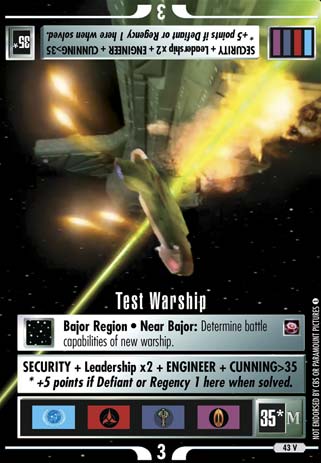 3
35*
SECURITY + Leadership x2 + ENGINEER + CUNNING>35
* +5 points if Defiant or Regency 1 here when solved.
Test Warship
Bajor Region • Near Bajor: Determine battle
capabilities of new warship.
SECURITY + Leadership x2 + ENGINEER + CUNNING>35
* +5 points if Defiant or Regency 1 here when solved.
35* M
3
43 V
NOT ENDORSED BY CBS OR PARAMOUNT PICTURES